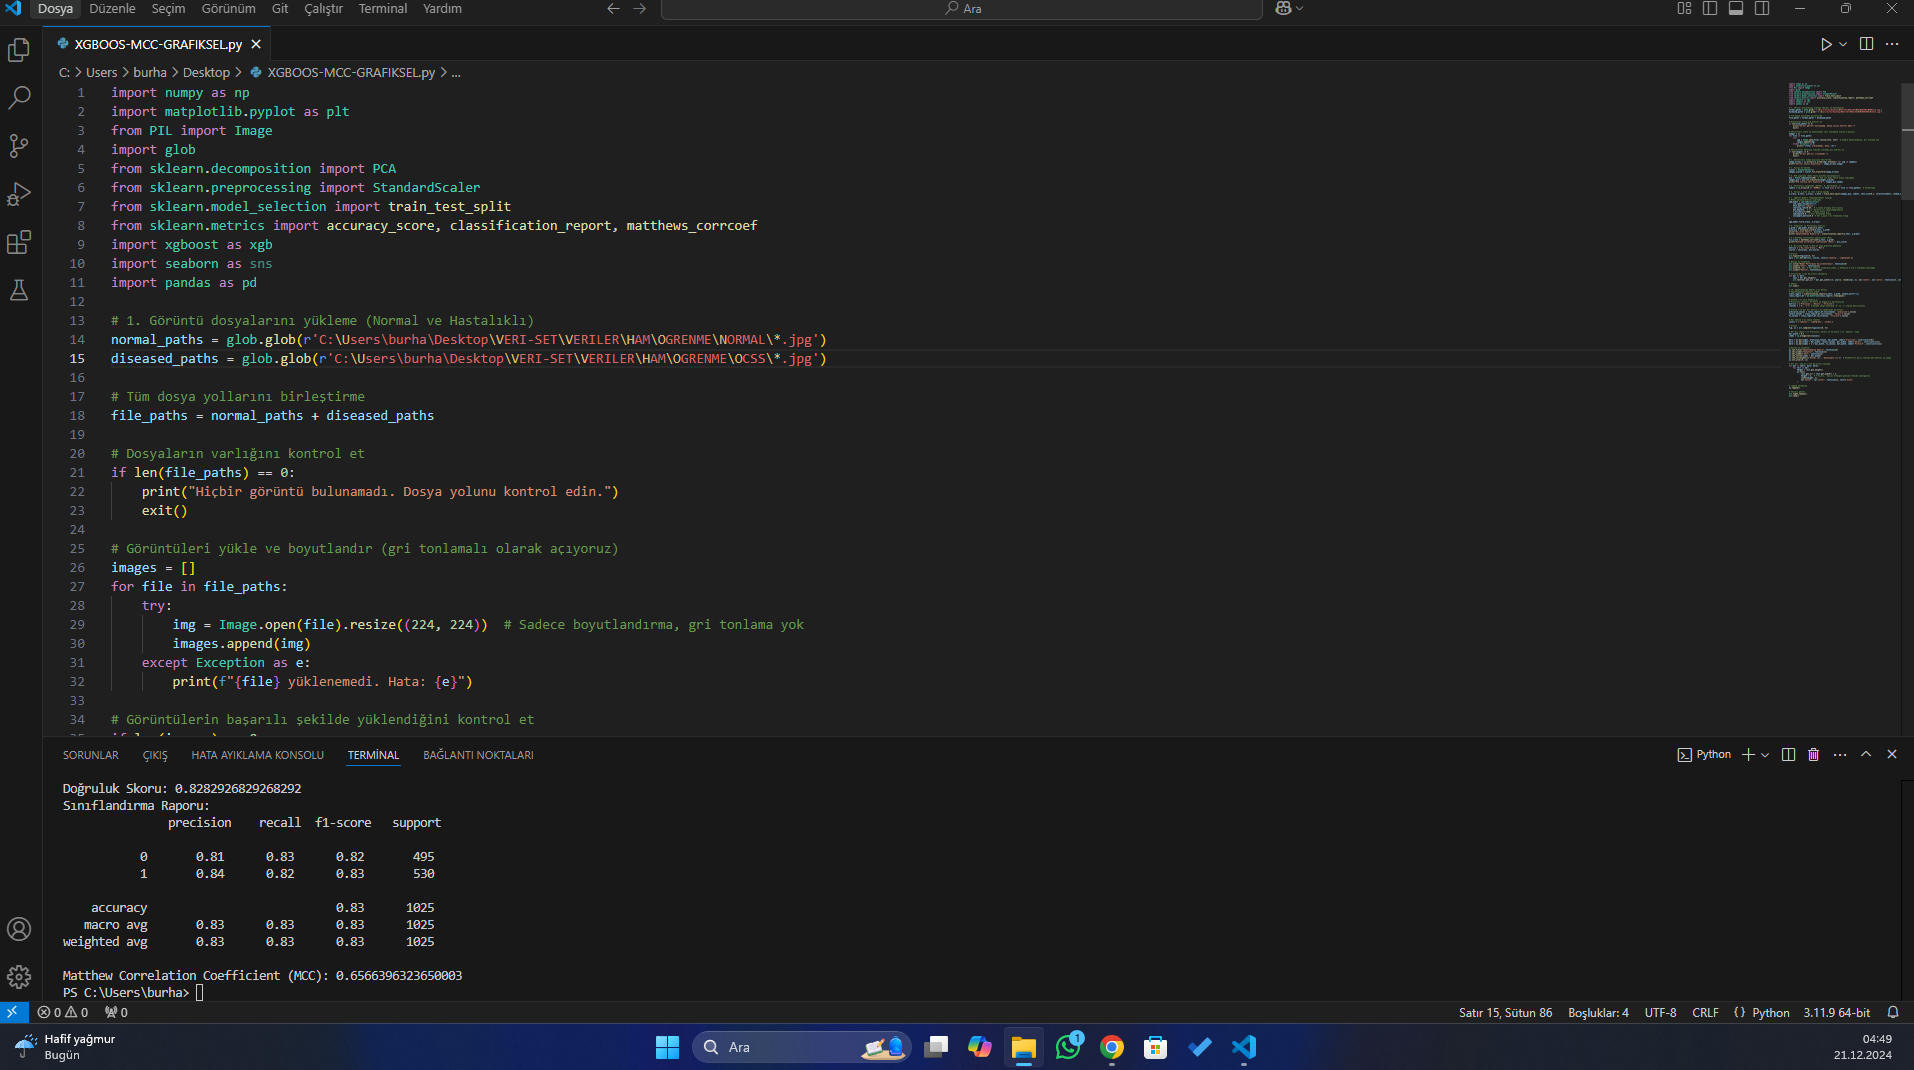 Dosya Düzenle Seçim Görünüm Git Çalıştır Terminal Yardım
Ara
XGBOOS-MCC-GRAFIKSEL.py
C: > Users > burha > Desktop > XGBOOS-MCC-GRAFIKSEL.py > ...
1 import numpy as np
2 import matplotlib.pyplot as plt
3 from PIL import Image
4 import glob
5 from sklearn.decomposition import PCA
6 from sklearn.preprocessing import StandardScaler
7 from sklearn.model_selection import train_test_split
8 from sklearn.metrics import accuracy_score, classification_report, matthews_corrcoef
9 import xgboost as xgb
10 import seaborn as sns
11 import pandas as pd
12
13 # 1. Görüntü dosyalarını yükleme (Normal ve Hastalıklı)
14 normal_paths = glob.glob(r'C:\Users\burha\Desktop\VERI-SET\VERILER\HAM\OGRENME\NORMAL\*.jpg')
15 diseased_paths = glob.glob(r'C:\Users\burha\Desktop\VERI-SET\VERILER\HAM\OGRENME\OCSS\*.jpg')
16
17 # Tüm dosya yollarını birleştirme
18 file_paths = normal_paths + diseased_paths
19
20 # Dosyaların varlığını kontrol et
21 if len(file_paths) == 0:
22 print("Hiçbir görüntü bulunamadı. Dosya yolunu kontrol edin.")
23 exit()
24
25 # Görüntüleri yükle ve boyutlandır (gri tonlamalı olarak açıyoruz)
26 images = []
27 for file in file_paths:
28 try:
29 img = Image.open(file).resize((224, 224)) # Sadece boyutlandırma, gri tonlama yok
30 images.append(img)
31 except Exception as e:
32 print(f"{file} yüklenemedi. Hata: {e}")
33
34 # Görüntülerin başarılı şekilde yüklendiğini kontrol et
SORUNLAR ÇIKIŞ HATA AYIKLAMA KONSOLU TERMİNAL BAĞLANTI NOKTALARI
Python
Doğruluk Skoru: 0.8282926829268292
Sınıflandırma Raporu:
precision recall f1-score support
0 0.81 0.83 0.82 495
1 0.84 0.82 0.83 530
accuracy 0.83 1025
macro avg 0.83 0.83 0.83 1025
weighted avg 0.83 0.83 0.83 1025
Matthew Correlation Coefficient (MCC): 0.6566396323650003
PS C:\Users\burha>
0 0 0
Satır 15, Sütun 86 Boşluklar: 4 UTF-8 CRLF {} Python 3.11.9 64-bit
Hafif yağmur
Bugün
Ara
1
04:49
21.12.2024